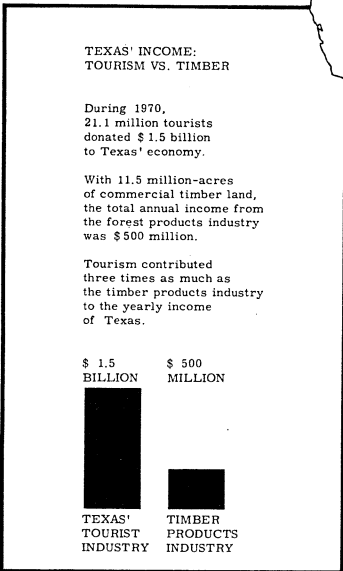 TEXAS' INCOME:
TOURISM VS. TIMBER
During 1970,
21.1 million tourists
donated $ 1.5 billion
to Texas' economy.
With 11.5 million-acres
of commercial timber land,
the total annual income from
the forest products industry
was $ 500 million.
Tourism contributed
three times as much as
the timber products industry
to the yearly income
of Texas.
$ 1.5 BILLION
$ 500 MILLION
TEXAS' TOURIST INDUSTRY
TIMBER PRODUCTS INDUSTRY